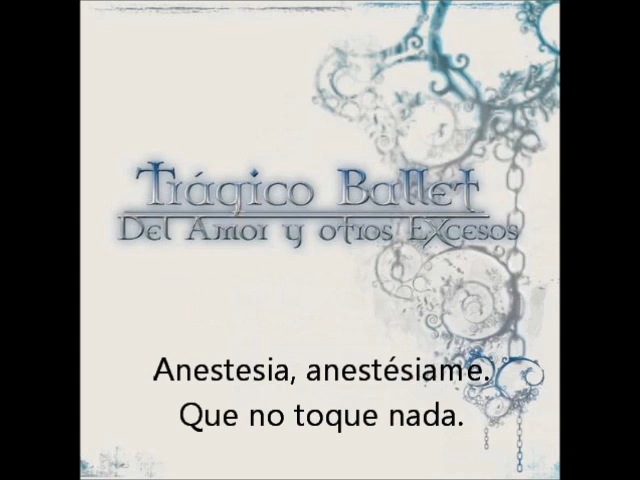 Trágico Ballet
Del Amor y otros Excesos
Anestesia, anestésiame.
Que no toque nada.